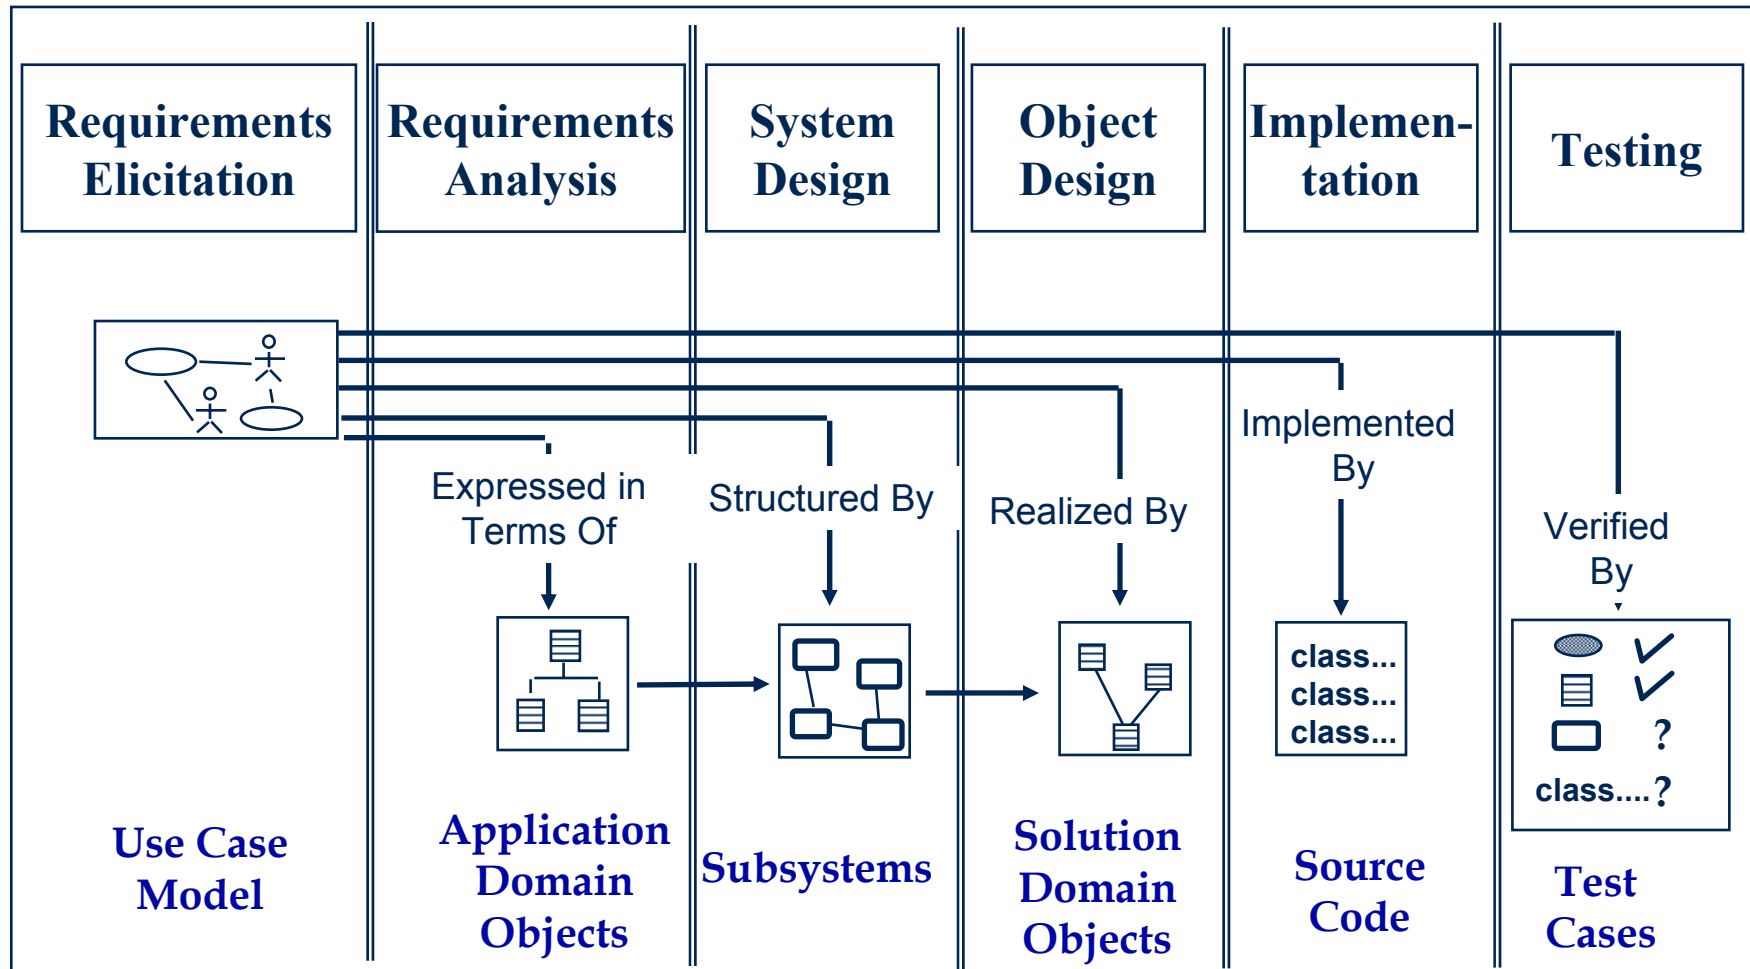 Requirements
Elicitation
Requirements
Analysis
System
Design
Object
Design
Implemen-
tation
Testing
Expressed in
Terms Of
Structured By
Realized By
Implemented
By
Verified
By
class...
class...
class...
?
class....?
Use Case
Model
Application
Domain
Objects
Subsystems
Solution
Domain
Objects
Source
Code
Test
Cases